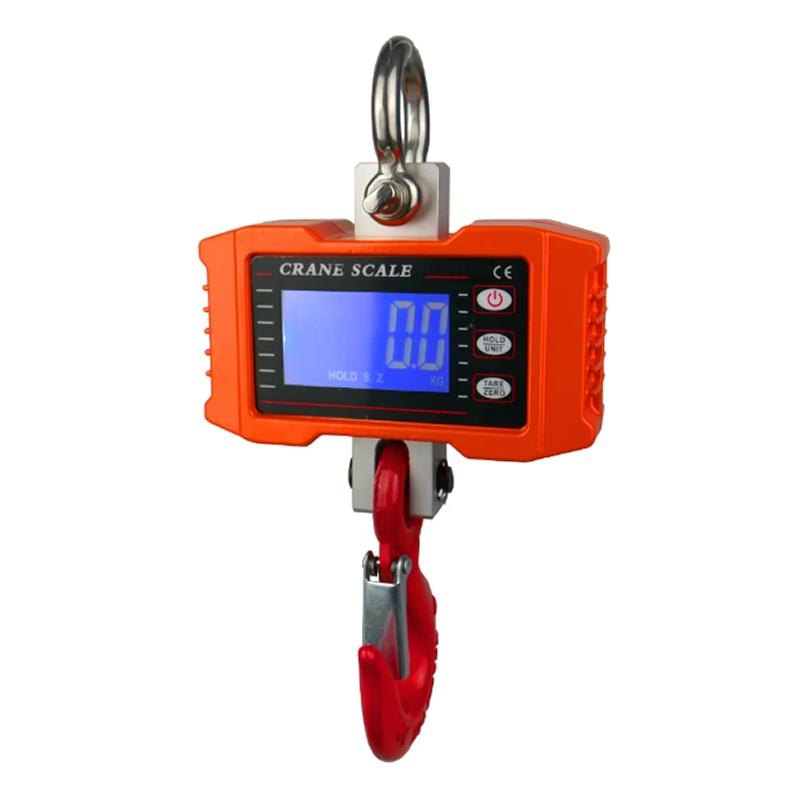 CRANE SCALE
CE
0.0
HOLD S Z KG
HOLD
UNIT
TARE
ZERO